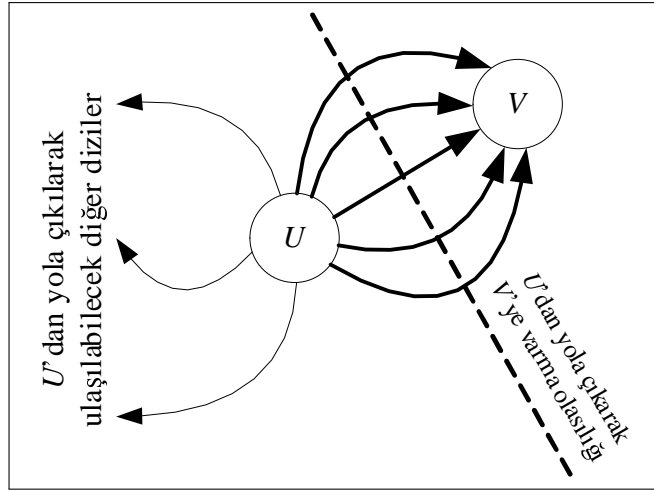 U'dan yola çıkılarak
ulaşılabilecek diğer diziler
U
V
U'dan yola çıkarak
V'ye varma olasılığı